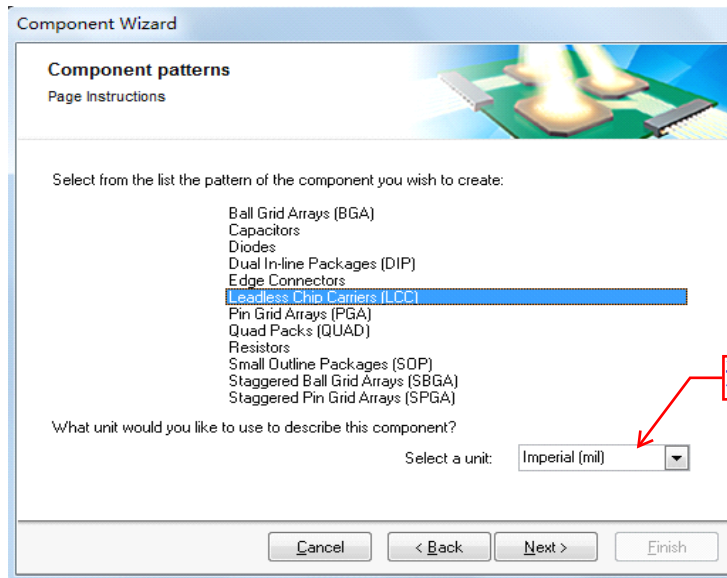 Component Wizard
Component patterns
Page Instructions
Select from the list the pattern of the component you wish to create:
Ball Grid Arrays (BGA)
Capacitors
Diodes
Dual In-line Packages (DIP)
Edge Connectors
Leadless Chip Carriers (LCC)
Pin Grid Arrays (PGA)
Quad Packs (QUAD)
Resistors
Small Outline Packages (SOP)
Staggered Ball Grid Arrays (SBGA)
Staggered Pin Grid Arrays (SPGA)
What unit would you like to use to describe this component?
Select a unit: Imperial (mil)
Cancel < Back Next > Finish